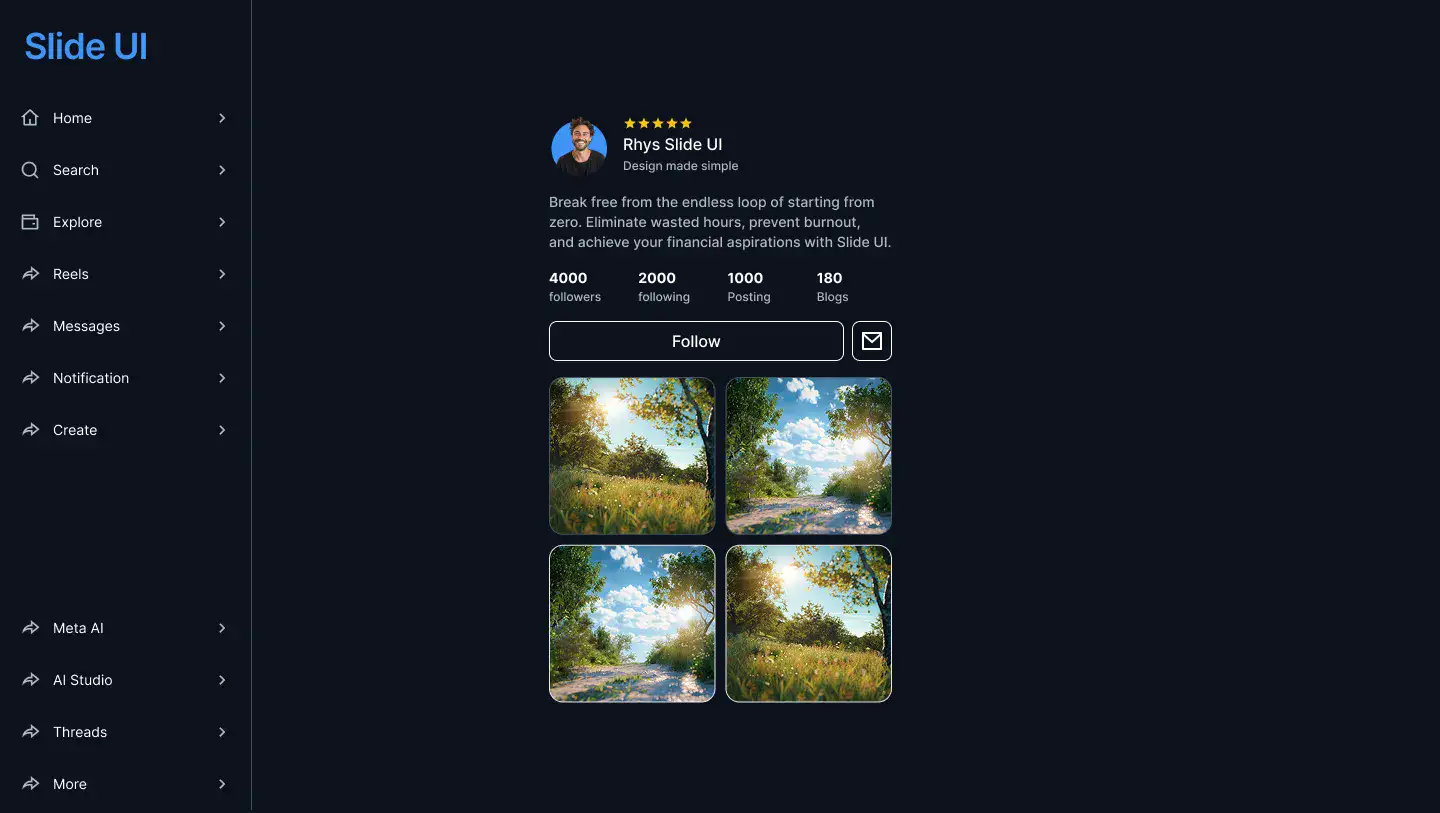 Slide UI
Home
Search
Explore
Reels
Messages
Notification
Create
Meta AI
AI Studio
Threads
More
Rhys Slide UI
Design made simple
Break free from the endless loop of starting from
zero. Eliminate wasted hours, prevent burnout,
and achieve your financial aspirations with Slide UI.
4000 2000 1000 180
followers following Posting Blogs
Follow